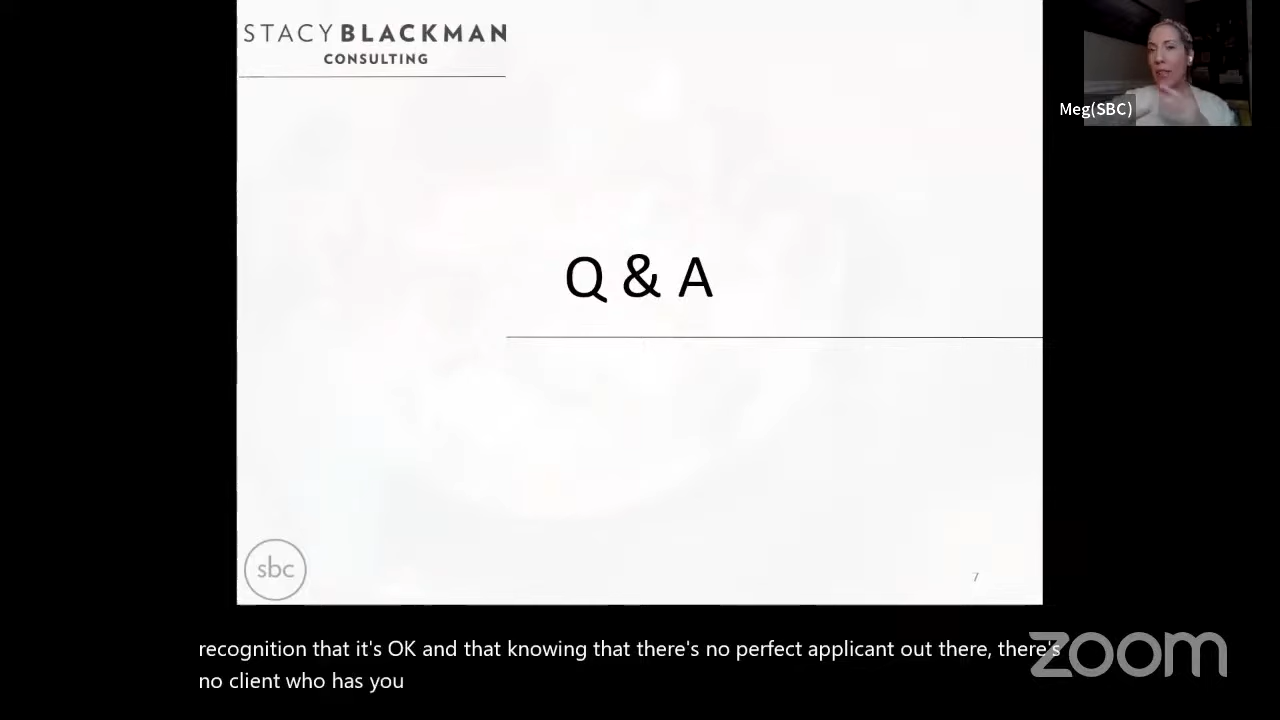 STACY BLACKMAN
CONSULTING
Meg(SBC)
Q & A
sbc
7
recognition that it's OK and that knowing that there's no perfect applicant out there, there's
no client who has you
zoom